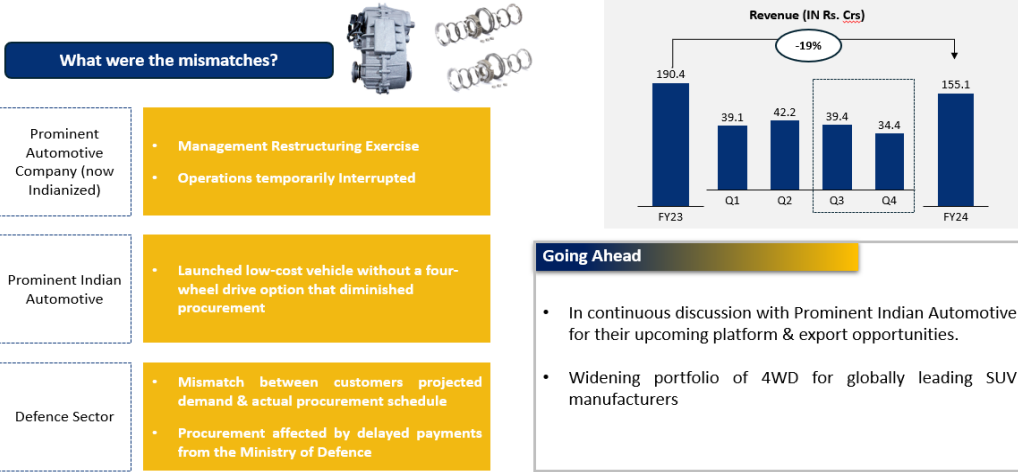 What were the mismatches?
Prominent
Automotive
Company (now
Indianized)
• Management Restructuring Exercise
• Operations temporarily Interrupted
Prominent Indian
Automotive
• Launched low-cost vehicle without a four-
wheel drive option that diminished
procurement
Defence Sector
• Mismatch between customers projected
demand & actual procurement schedule
• Procurement affected by delayed payments
from the Ministry of Defence
Revenue (IN Rs. Crs)
-19%
190.4
39.1
42.2
39.4
34.4
155.1
FY23
Q1
Q2
Q3
Q4
FY24
Going Ahead
• In continuous discussion with Prominent Indian Automotive
for their upcoming platform & export opportunities.
• Widening portfolio of 4WD for globally leading SUV
manufacturers